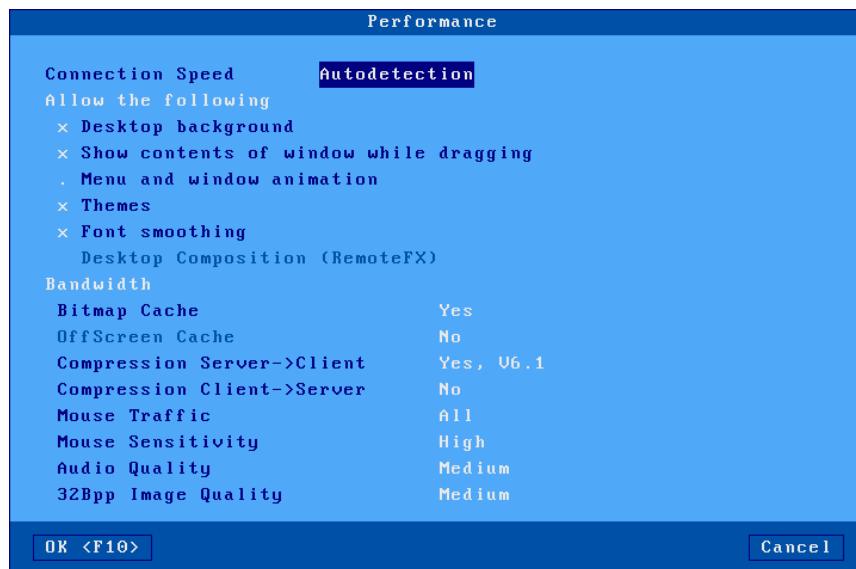 Performance
Connection Speed Autodetection
Allow the following
x Desktop background
x Show contents of window while dragging
. Menu and window animation
x Themes
x Font smoothing
Desktop Composition (RemoteFX)
Bandwidth
Bitmap Cache Yes
OffScreen Cache No
Compression Server->Client Yes, V6.1
Compression Client->Server No
Mouse Traffic All
Mouse Sensitivity High
Audio Quality Medium
32Bpp Image Quality Medium
OK <F10> Cancel